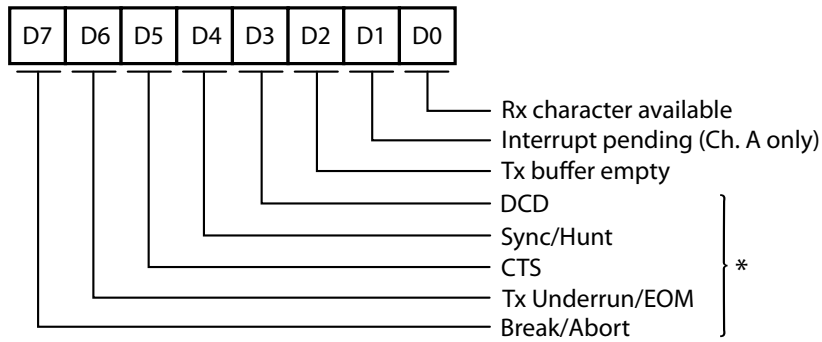 D7 D6 D5 D4 D3 D2 D1 D0
Rx character available
Interrupt pending (Ch. A only)
Tx buffer empty
DCD
Sync/Hunt
CTS
*
Tx Underrun/EOM
Break/Abort